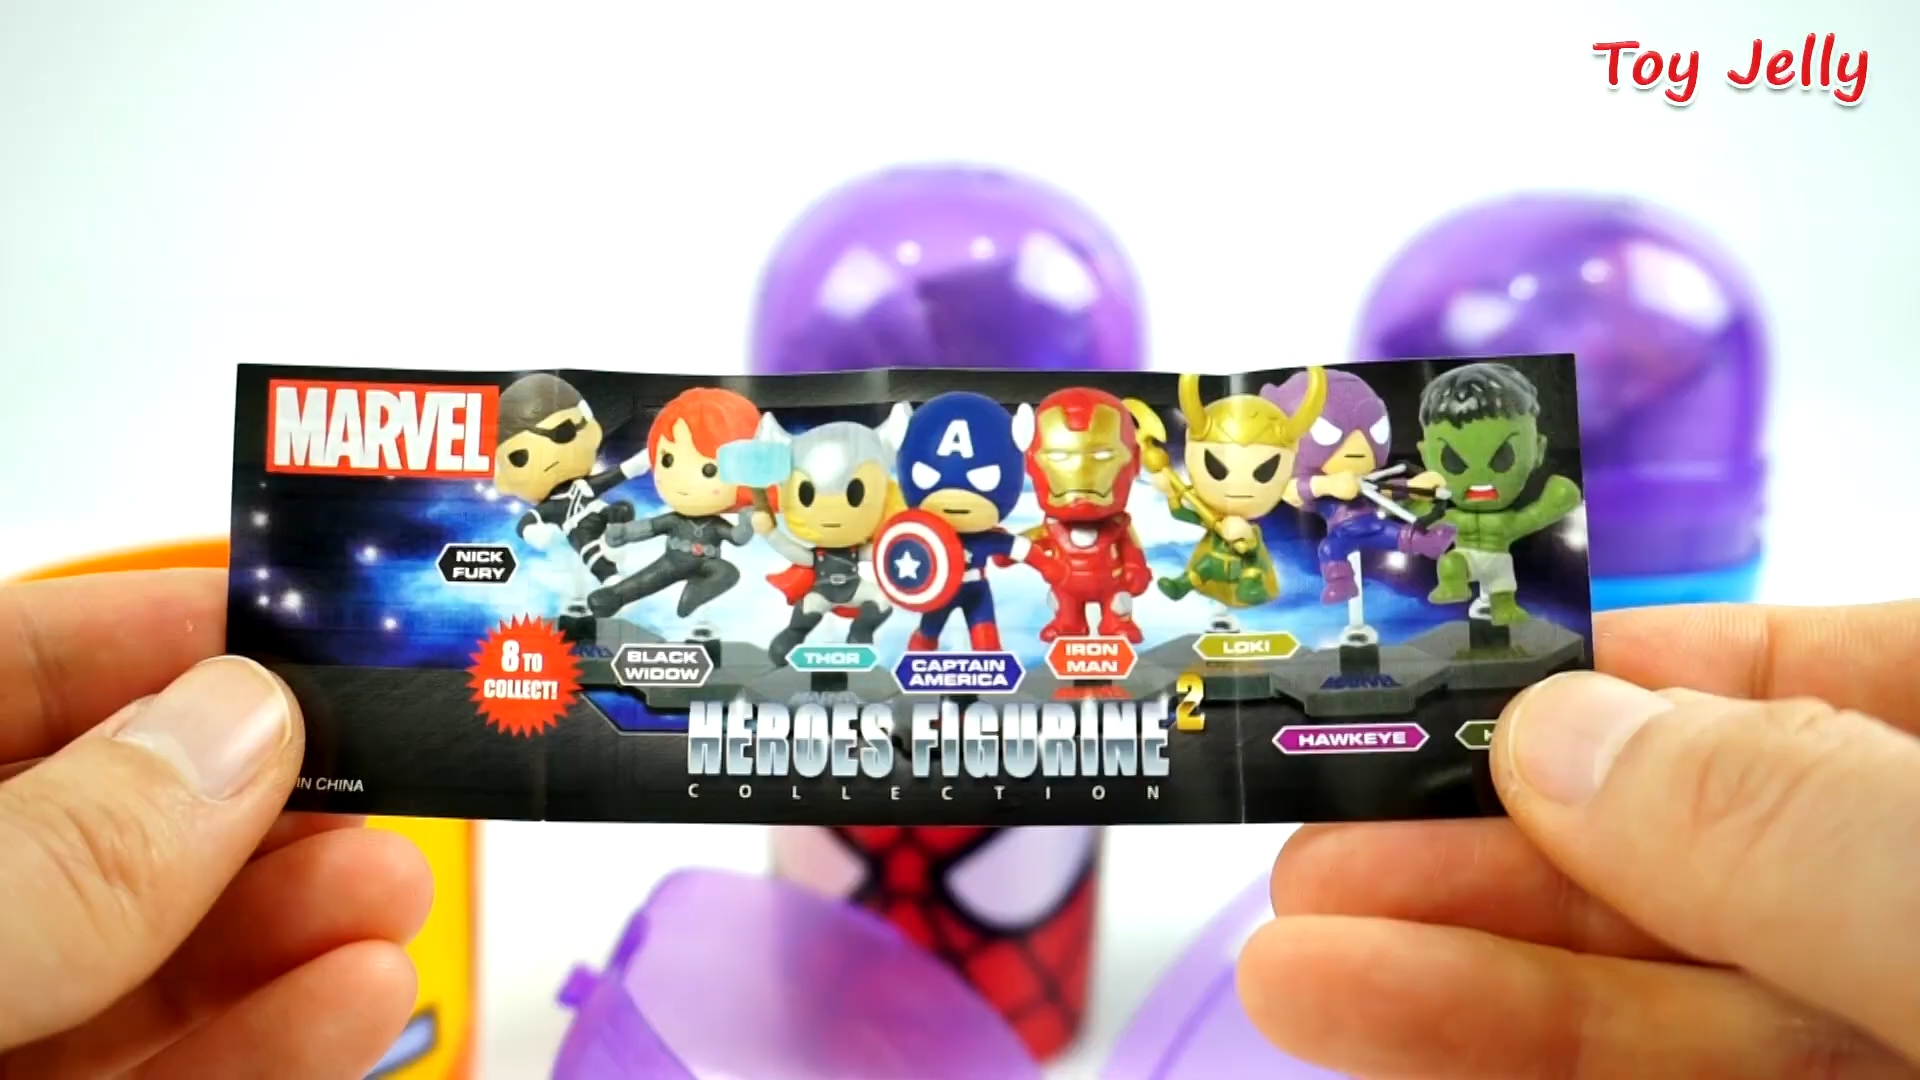 Toy Jelly
MARVEL
NICK
FURY
8 TO
COLLECT!
BLACK
WIDOW
THOR
CAPTAIN
AMERICA
IRON
MAN
LOKI
HAWKEYE
HEROES FIGURINE 2
COLLECTION
IN CHINA
A